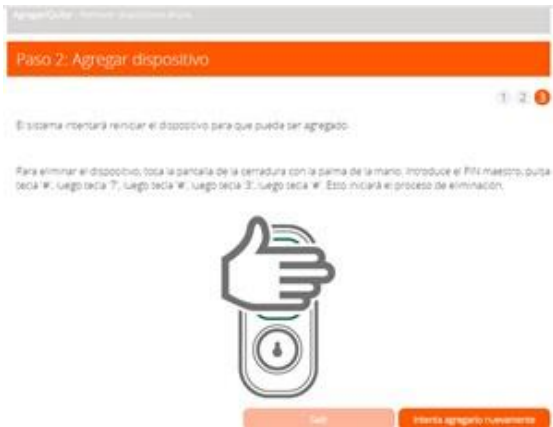 Agregar/Quitar
Paso 2: Agregar dispositivo
1 2 3
El sistema intentará reiniciar el dispositivo para que pueda ser agregado.
Para eliminar el dispositivo, toca la pantalla de la cerradura con la palma de la mano. Introduce el PIN maestro, pulsa
tecla '#', luego tecla '7', luego tecla '#', luego tecla '3', luego tecla '#'. Esto iniciará el proceso de eliminación.
Salir Intenta agregarlo nuevamente